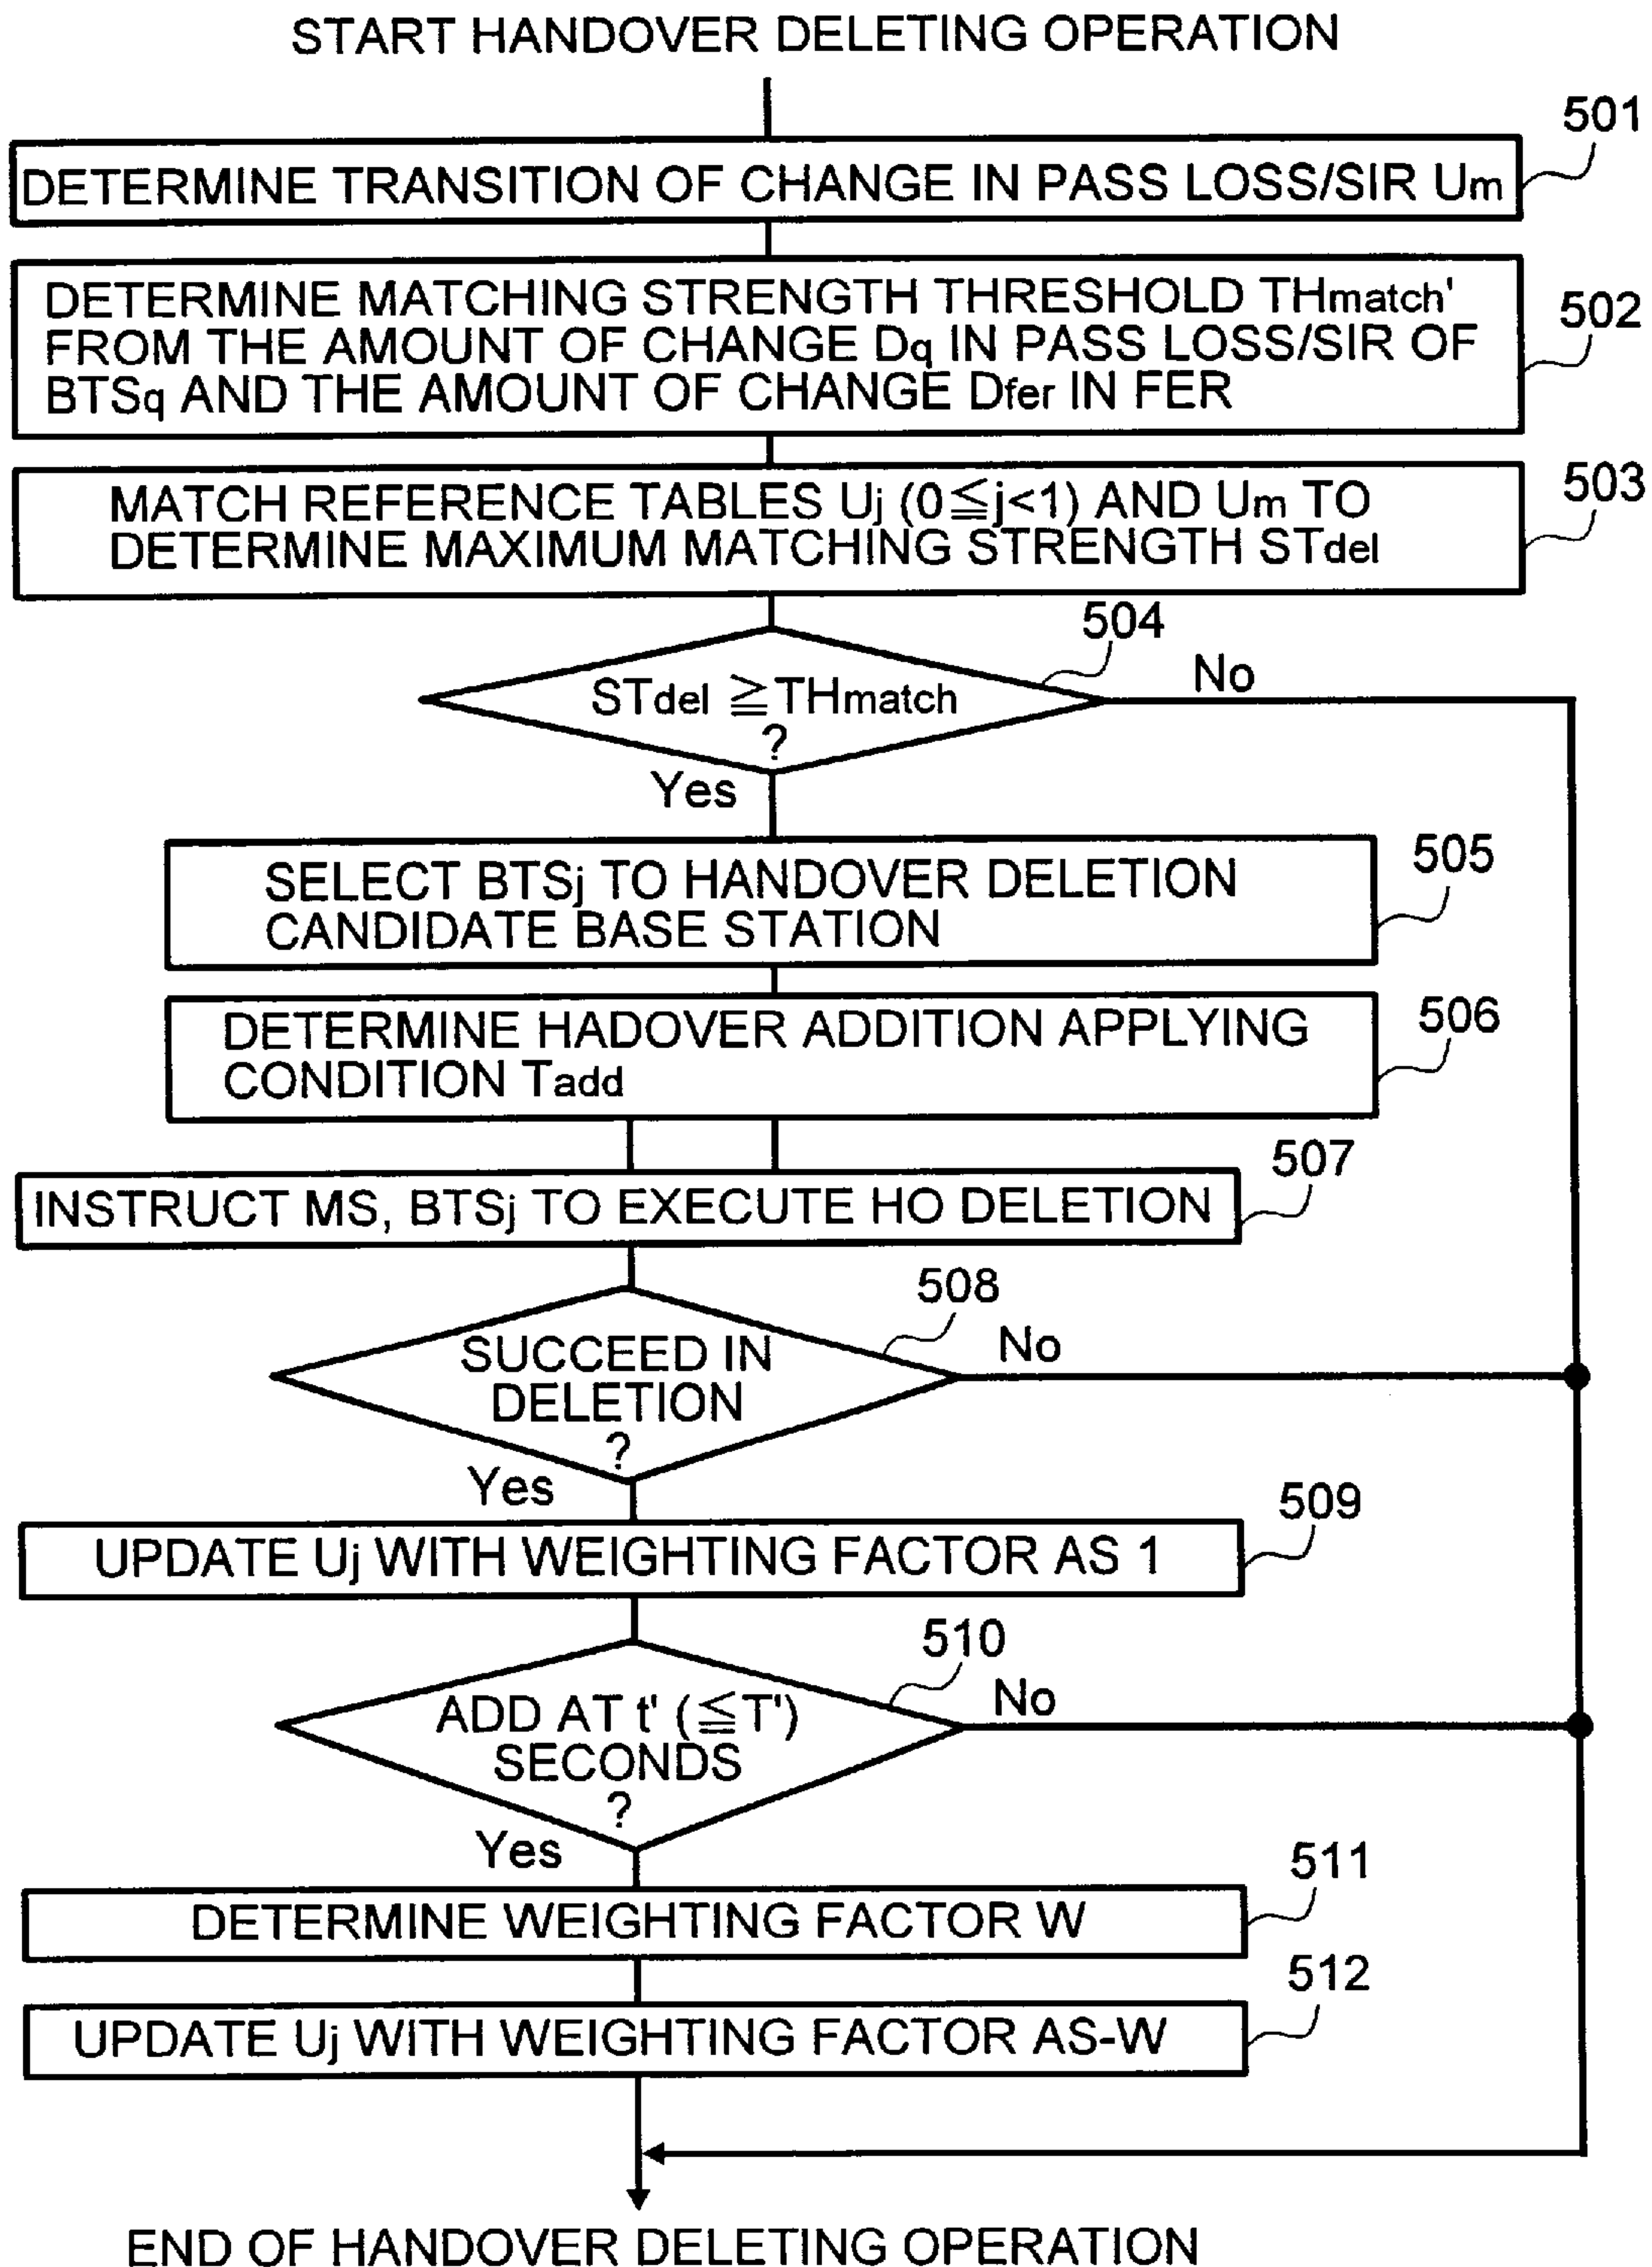 START HANDOVER DELETING OPERATION
501
DETERMINE TRANSITION OF CHANGE IN PASS LOSS/SIR Um
DETERMINE MATCHING STRENGTH THRESHOLD THmatch'
FROM THE AMOUNT OF CHANGE Dq IN PASS LOSS/SIR OF
BTSq AND THE AMOUNT OF CHANGE Dfer IN FER
502
MATCH REFERENCE TABLES Uj (0≦j<1) AND Um TO
DETERMINE MAXIMUM MATCHING STRENGTH STdel
503
504
STdel ≧THmatch
?
No
Yes
SELECT BTSj TO HANDOVER DELETION
CANDIDATE BASE STATION
505
DETERMINE HADOVER ADDITION APPLYING
CONDITION Tadd
506
507
INSTRUCT MS, BTSj TO EXECUTE HO DELETION
508
SUCCEED IN
DELETION
?
No
Yes
509
UPDATE Uj WITH WEIGHTING FACTOR AS 1
510
ADD AT t' (≦T')
SECONDS
?
No
Yes
511
DETERMINE WEIGHTING FACTOR W
512
UPDATE Uj WITH WEIGHTING FACTOR AS-W
END OF HANDOVER DELETING OPERATION